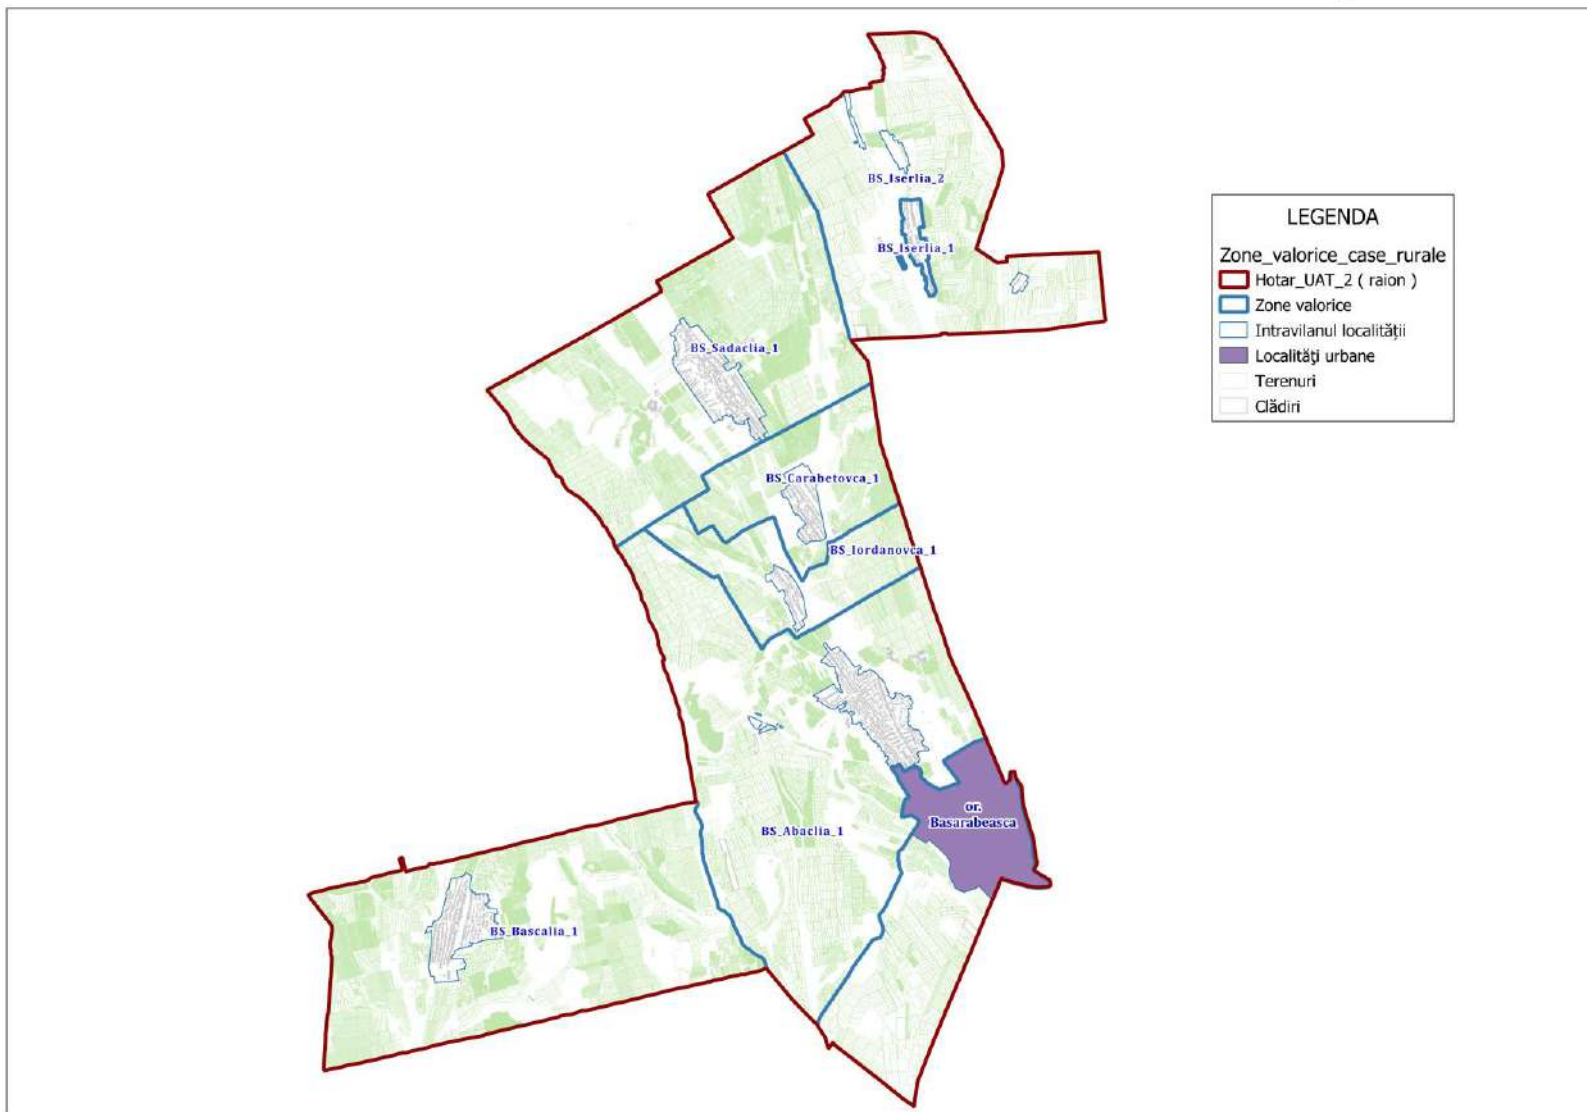 BS_Iserlia_2
BS_Iserlia_1
LEGENDA
Zone_valorice_case_rurale
Hotar_UAT_2 ( raion )
Zone valorice
Intravilanul localității
Localităţi urbane
Terenuri
Clădiri
BS_Sadaclia_1
BS_Carabetovca_1
BS_Iordanovca_1
or.
Basarabeasca
BS_Abaclia_1
BS_Bascalia_1